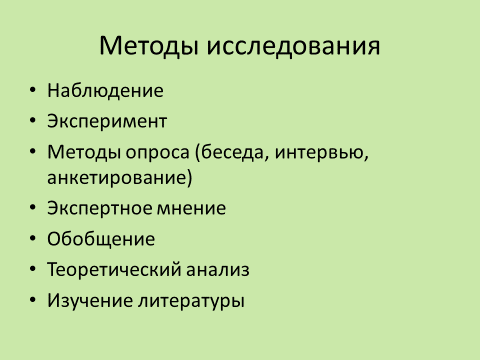 Методы исследования
• Наблюдение
• Эксперимент
• Методы опроса (беседа, интервью,
анкетирование)
• Экспертное мнение
• Обобщение
• Теоретический анализ
• Изучение литературы